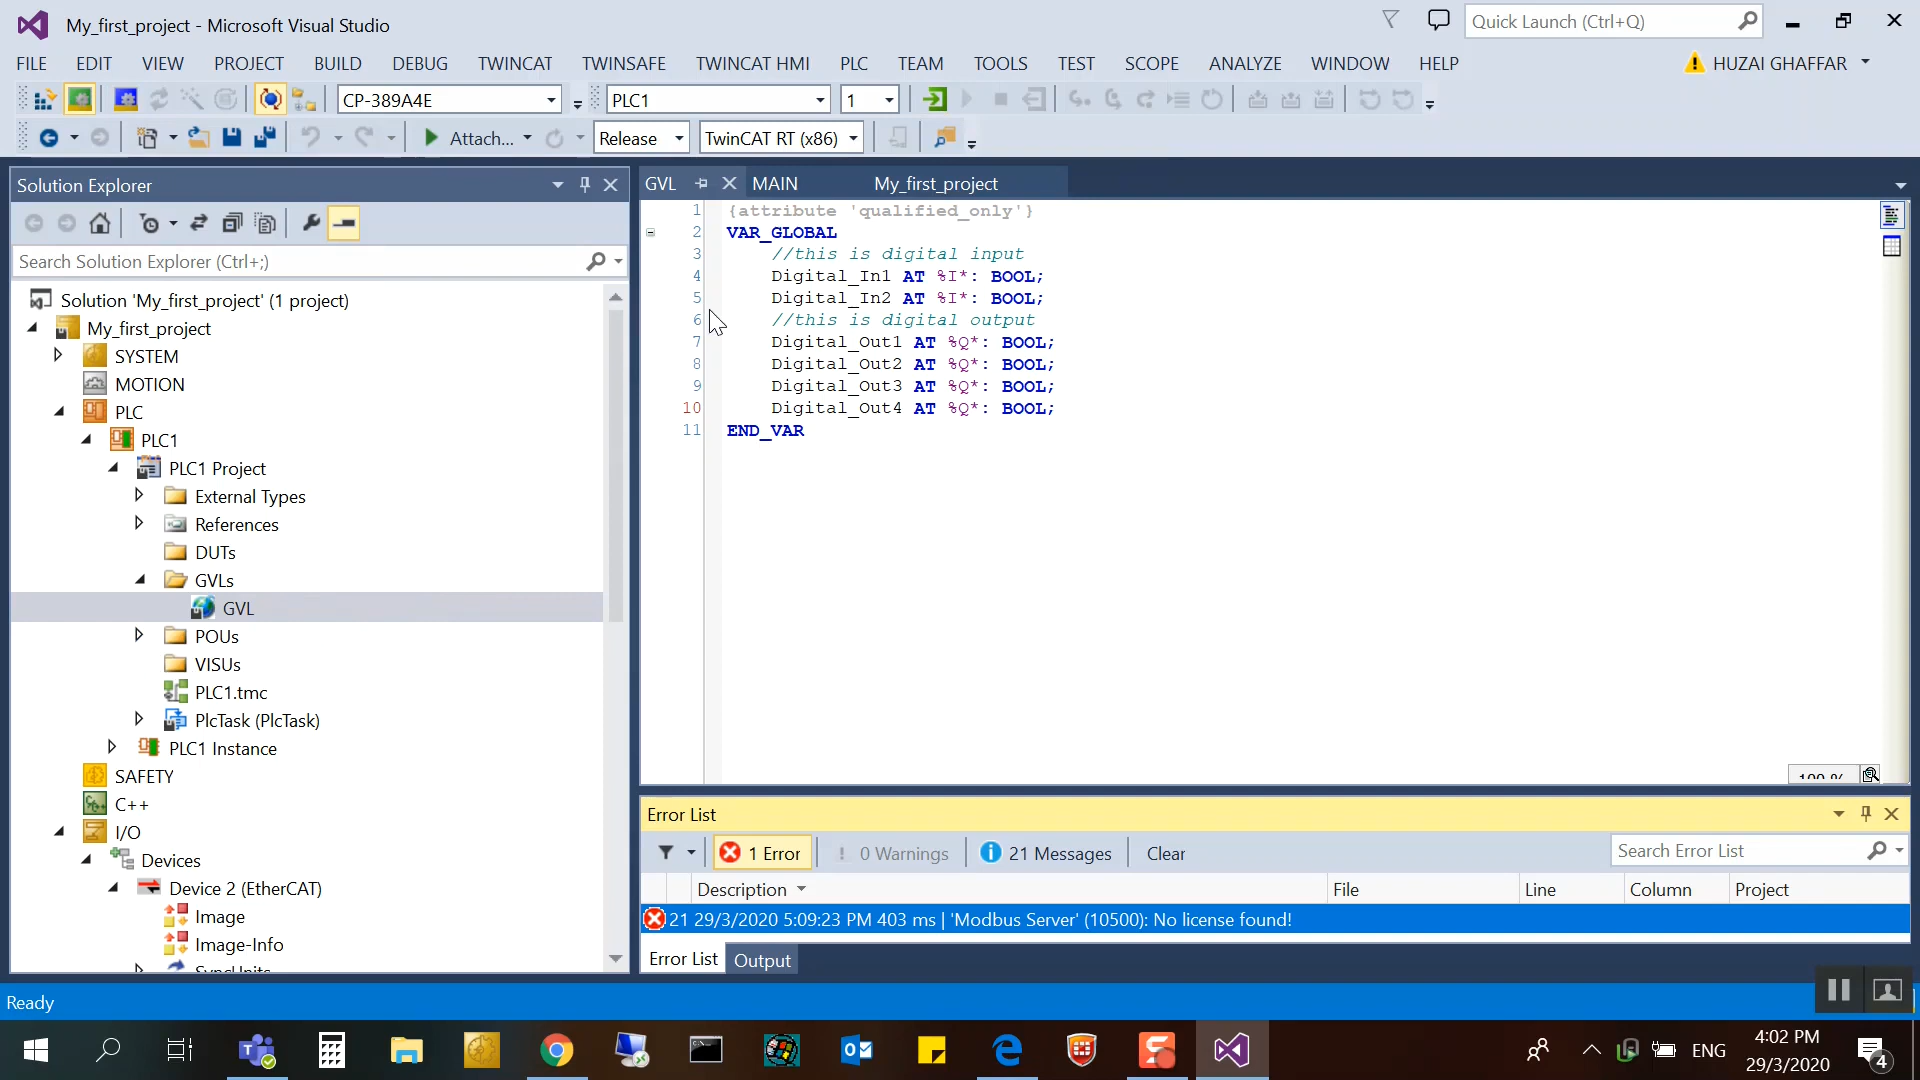 My_first_project - Microsoft Visual Studio
Quick Launch (Ctrl+Q)
FILE EDIT VIEW PROJECT BUILD DEBUG TWINCAT TWINSAFE TWINCAT HMI PLC TEAM TOOLS TEST SCOPE ANALYZE WINDOW HELP
HUZAI GHAFFAR
CP-389A4E
PLC1
1
Attach...
Release
TwinCAT RT (x86)
Solution Explorer
Search Solution Explorer (Ctrl+;)
Solution 'My_first_project' (1 project)
My_first_project
SYSTEM
MOTION
PLC
PLC1
PLC1 Project
External Types
References
DUTs
GVLs
GVL
POUs
VISUs
PLC1.tmc
PlcTask (PlcTask)
PLC1 Instance
SAFETY
C++
I/O
Devices
Device 2 (EtherCAT)
Image
Image-Info
SyncUnits
GVL MAIN My_first_project
1 {attribute 'qualified_only'}
2 VAR_GLOBAL
3 //this is digital input
4 Digital_In1 AT %I*: BOOL;
5 Digital_In2 AT %I*: BOOL;
6 //this is digital output
7 Digital_Out1 AT %Q*: BOOL;
8 Digital_Out2 AT %Q*: BOOL;
9 Digital_Out3 AT %Q*: BOOL;
10 Digital_Out4 AT %Q*: BOOL;
11 END_VAR
100 %
Error List
1 Error
0 Warnings
21 Messages
Clear
Search Error List
Description File Line Column Project
21 29/3/2020 5:09:23 PM 403 ms | 'Modbus Server' (10500): No license found!
Error List Output
Ready
ENG
4:02 PM
29/3/2020
4